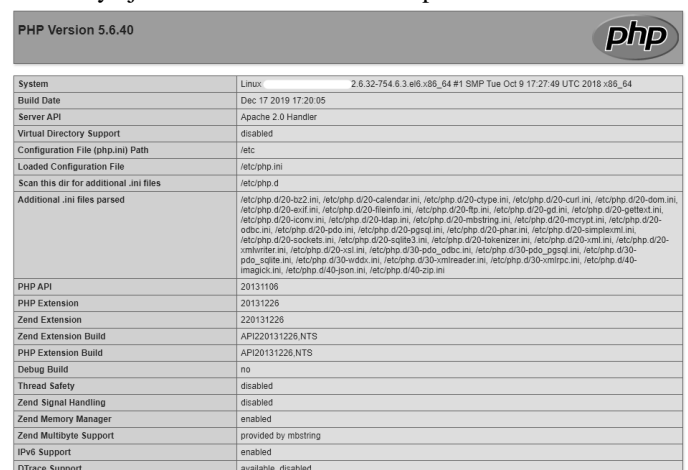 PHP Version 5.6.40
php
System Linux 2.6.32-754.6.3.el6.x86_64 #1 SMP Tue Oct 9 17:27:49 UTC 2018 x86_64
Build Date Dec 17 2019 17:20:05
Server API Apache 2.0 Handler
Virtual Directory Support disabled
Configuration File (php.ini) Path /etc
Loaded Configuration File /etc/php.ini
Scan this dir for additional .ini files /etc/php.d
Additional .ini files parsed /etc/php.d/20-bz2.ini, /etc/php.d/20-calendar.ini, /etc/php.d/20-ctype.ini, /etc/php.d/20-curl.ini, /etc/php.d/20-dom.ini,
/etc/php.d/20-exif.ini, /etc/php.d/20-fileinfo.ini, /etc/php.d/20-ftp.ini, /etc/php.d/20-gd.ini, /etc/php.d/20-gettext.ini,
/etc/php.d/20-iconv.ini, /etc/php.d/20-ldap.ini, /etc/php.d/20-mbstring.ini, /etc/php.d/20-mcrypt.ini, /etc/php.d/20-
odbc.ini, /etc/php.d/20-pdo.ini, /etc/php.d/20-pgsql.ini, /etc/php.d/20-phar.ini, /etc/php.d/20-simplexml.ini,
/etc/php.d/20-sockets.ini, /etc/php.d/20-sqlite3.ini, /etc/php.d/20-tokenizer.ini, /etc/php.d/20-xml.ini, /etc/php.d/20-
xmlwriter.ini, /etc/php.d/20-xsl.ini, /etc/php.d/30-pdo_odbc.ini, /etc/php.d/30-pdo_pgsql.ini, /etc/php.d/30-
pdo_sqlite.ini, /etc/php.d/30-wddx.ini, /etc/php.d/30-xmlreader.ini, /etc/php.d/30-xmlrpc.ini, /etc/php.d/40-
imagick.ini, /etc/php.d/40-json.ini, /etc/php.d/40-zip.ini
PHP API 20131106
PHP Extension 20131226
Zend Extension 220131226
Zend Extension Build API220131226,NTS
PHP Extension Build API20131226,NTS
Debug Build no
Thread Safety disabled
Zend Signal Handling disabled
Zend Memory Manager enabled
Zend Multibyte Support provided by mbstring
IPv6 Support enabled
DTrace Support available, disabled